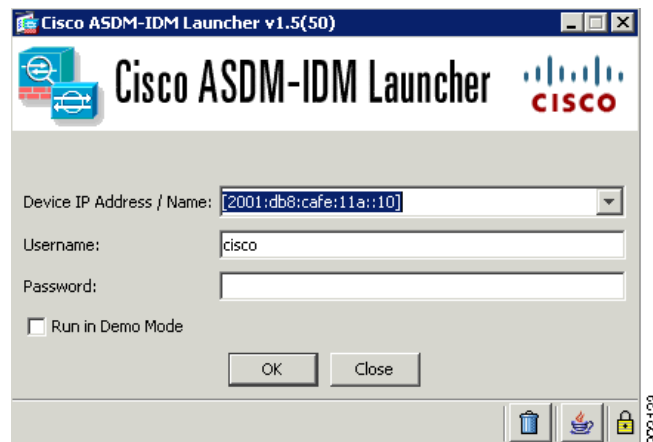 Cisco ASDM-IDM Launcher v1.5(50)
Cisco ASDM-IDM Launcher
CISCO
Device IP Address / Name: [2001:db8:cafe:11a::10]
Username: cisco
Password:
Run in Demo Mode
OK Close